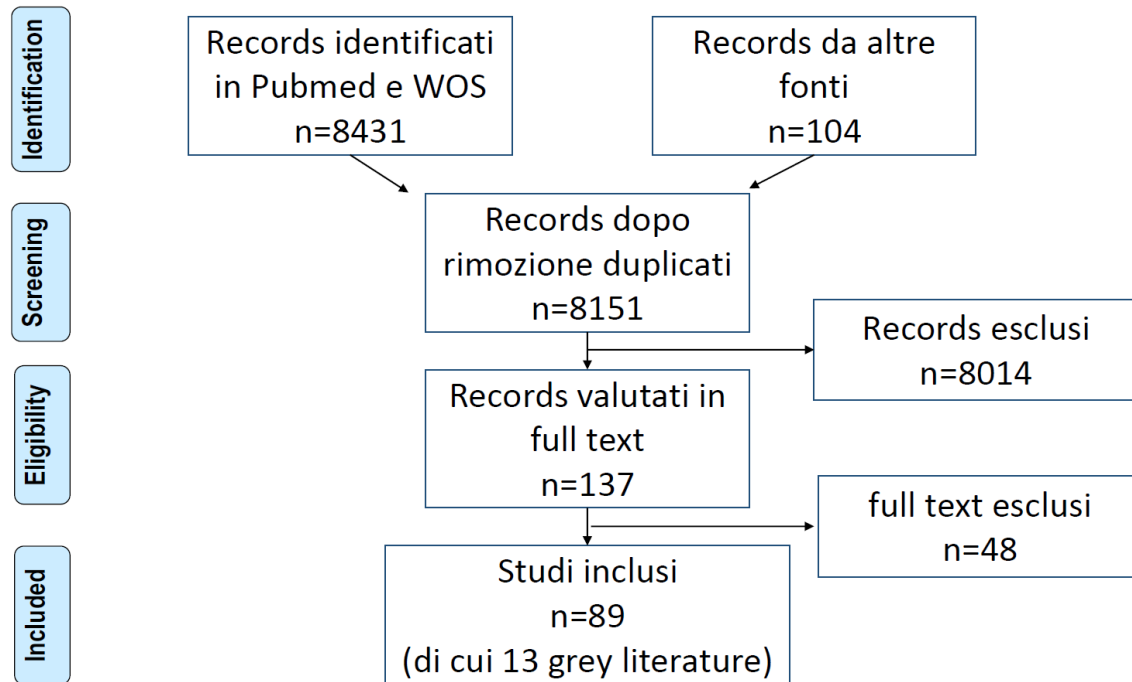 Identification
Records identificati
in Pubmed e WOS
n=8431
Records da altre
fonti
n=104
Screening
Records dopo
rimozione duplicati
n=8151
Records esclusi
n=8014
Eligibility
Records valutati in
full text
n=137
full text esclusi
n=48
Included
Studi inclusi
n=89
(di cui 13 grey literature)